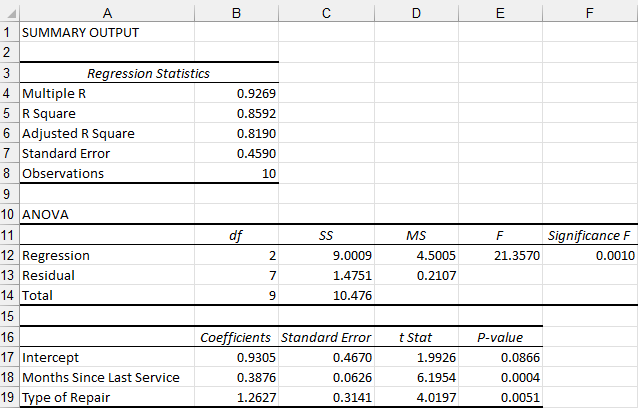 A B C D E F
1 SUMMARY OUTPUT
2
3 Regression Statistics
4 Multiple R 0.9269
5 R Square 0.8592
6 Adjusted R Square 0.8190
7 Standard Error 0.4590
8 Observations 10
9
10 ANOVA
11 df SS MS F Significance F
12 Regression 2 9.0009 4.5005 21.3570 0.0010
13 Residual 7 1.4751 0.2107
14 Total 9 10.476
15
16 Coefficients Standard Error t Stat P-value
17 Intercept 0.9305 0.4670 1.9926 0.0866
18 Months Since Last Service 0.3876 0.0626 6.1954 0.0004
19 Type of Repair 1.2627 0.3141 4.0197 0.0051